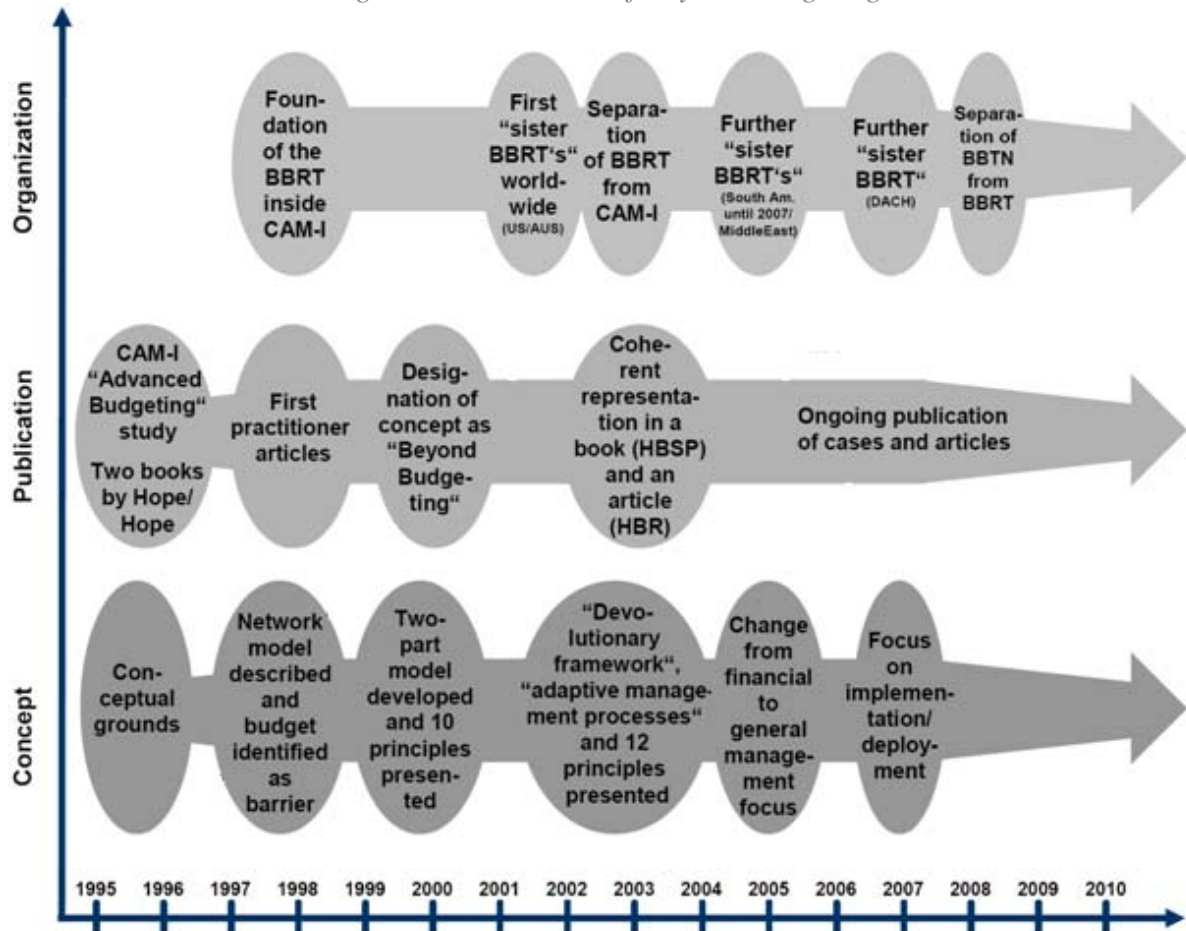 Organization
Foun-
dation
of the
BBRT
inside
CAM-I
First
“sister
BBRT‘s“
world-
wide
(US/AUS)
Separa-
tion
of BBRT
from
CAM-I
Further
“sister
BBRT‘s“
(South Am.
until 2007/
MiddleEast)
Further
“sister
BBRT“
(DACH)
Separa-
tion of
BBTN
from
BBRT
Publication
CAM-I
“Advanced
Budgeting“
study
Two books
by Hope/
Hope
First
practitioner
articles
Desig-
nation of
concept as
“Beyond
Budge-
ting“
Cohe-
rent
representa-
tion in a
book (HBSP)
and an
article
(HBR)
Ongoing publication
of cases and articles
Concept
Con-
ceptual
grounds
Network
model
described
and
budget
identified
as
barrier
Two-
part
model
developed
and 10
principles
presen-
ted
“Devo-
lutionary
framework“,
“adaptive manage-
ment processes“
and 12
principles
presented
Change
from
financial
to
general
manage-
ment
focus
Focus
on
implemen-
tation/
deploy-
ment
1995 1996 1997 1998 1999 2000 2001 2002 2003 2004 2005 2006 2007 2008 2009 2010